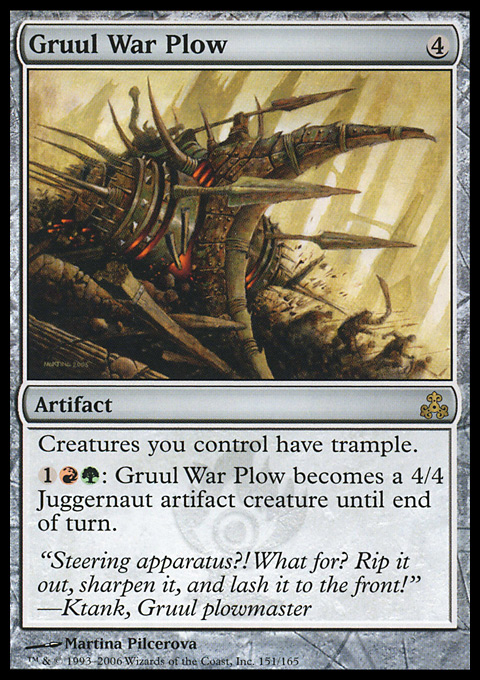 Gruul War Plow 4
Artifact
Creatures you control have trample.
1: Gruul War Plow becomes a 4/4
Juggernaut artifact creature until end
of turn.
“Steering apparatus?! What for? Rip it
out, sharpen it, and lash it to the front!”
—Ktank, Gruul plowmaster
Martina Pilcerova
™ & © 1993–2006 Wizards of the Coast, Inc. 151/165